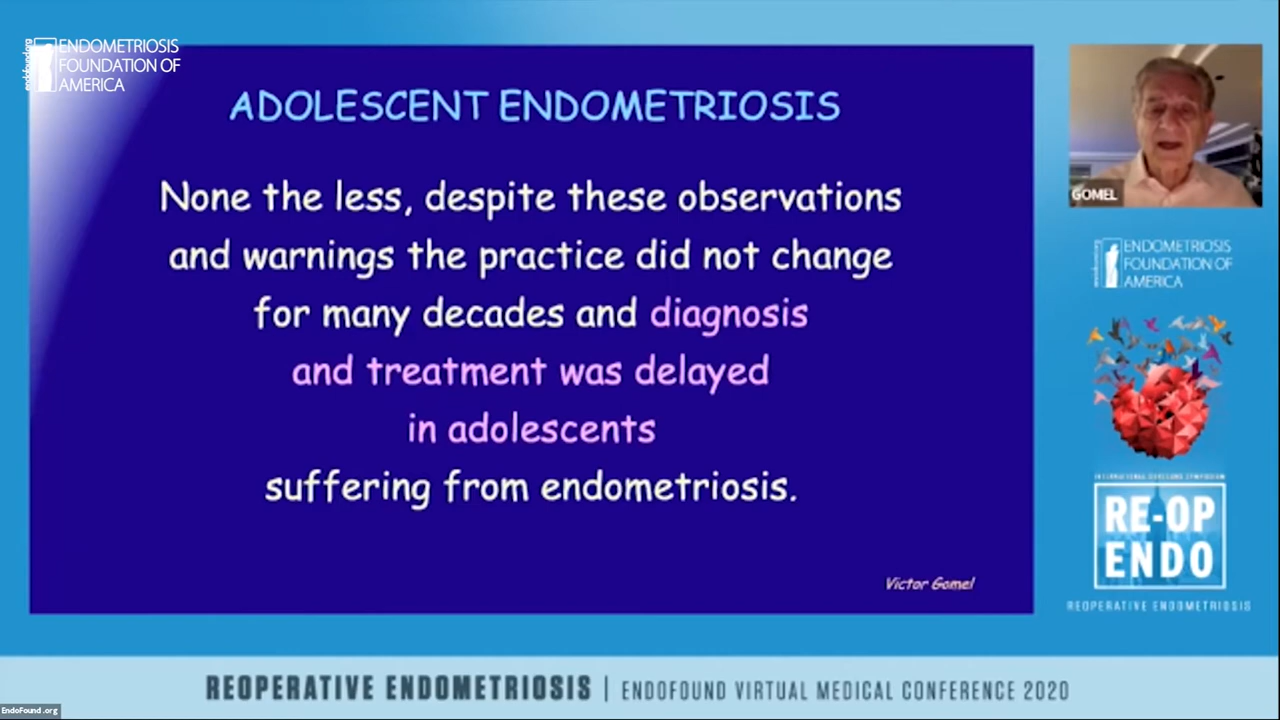 endofound.org
ENDOMETRIOSIS
FOUNDATION OF
AMERICA
ADOLESCENT ENDOMETRIOSIS
None the less, despite these observations
and warnings the practice did not change
for many decades and diagnosis
and treatment was delayed
in adolescents
suffering from endometriosis.
Victor Gomel
GOMEL
ENDOMETRIOSIS
FOUNDATION OF
AMERICA
RE-OP
ENDO
REOPERATIVE ENDOMETRIOSIS
REOPERATIVE ENDOMETRIOSIS | ENDOFOUND VIRTUAL MEDICAL CONFERENCE 2020
EndoFound.org